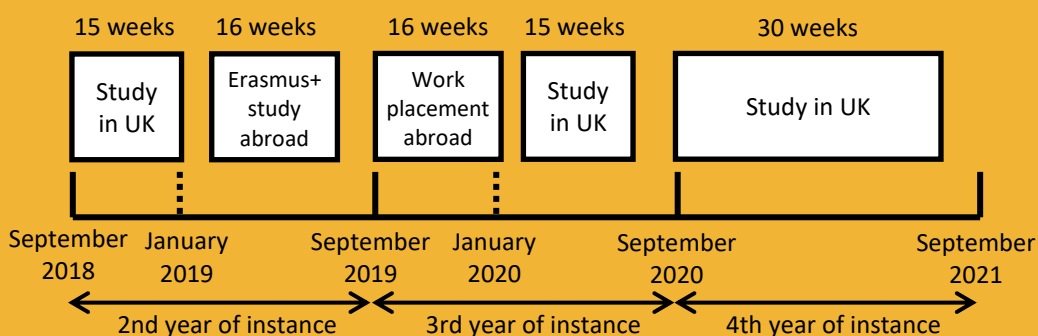 15 weeks
16 weeks
16 weeks
15 weeks
30 weeks
Study
in UK
Erasmus+
study
abroad
Work
placement
abroad
Study
in UK
Study in UK
September
2018
January
2019
September
2019
January
2020
September
2020
September
2021
2nd year of instance
3rd year of instance
4th year of instance